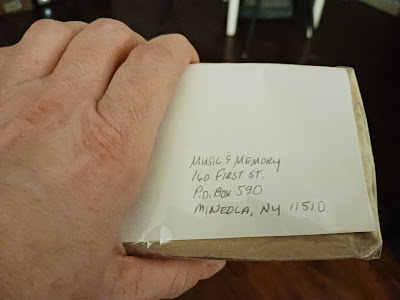 MUSIC & MEMORY
160 FIRST ST.
P.O. BOX 590
MINEOLA, NY 11510